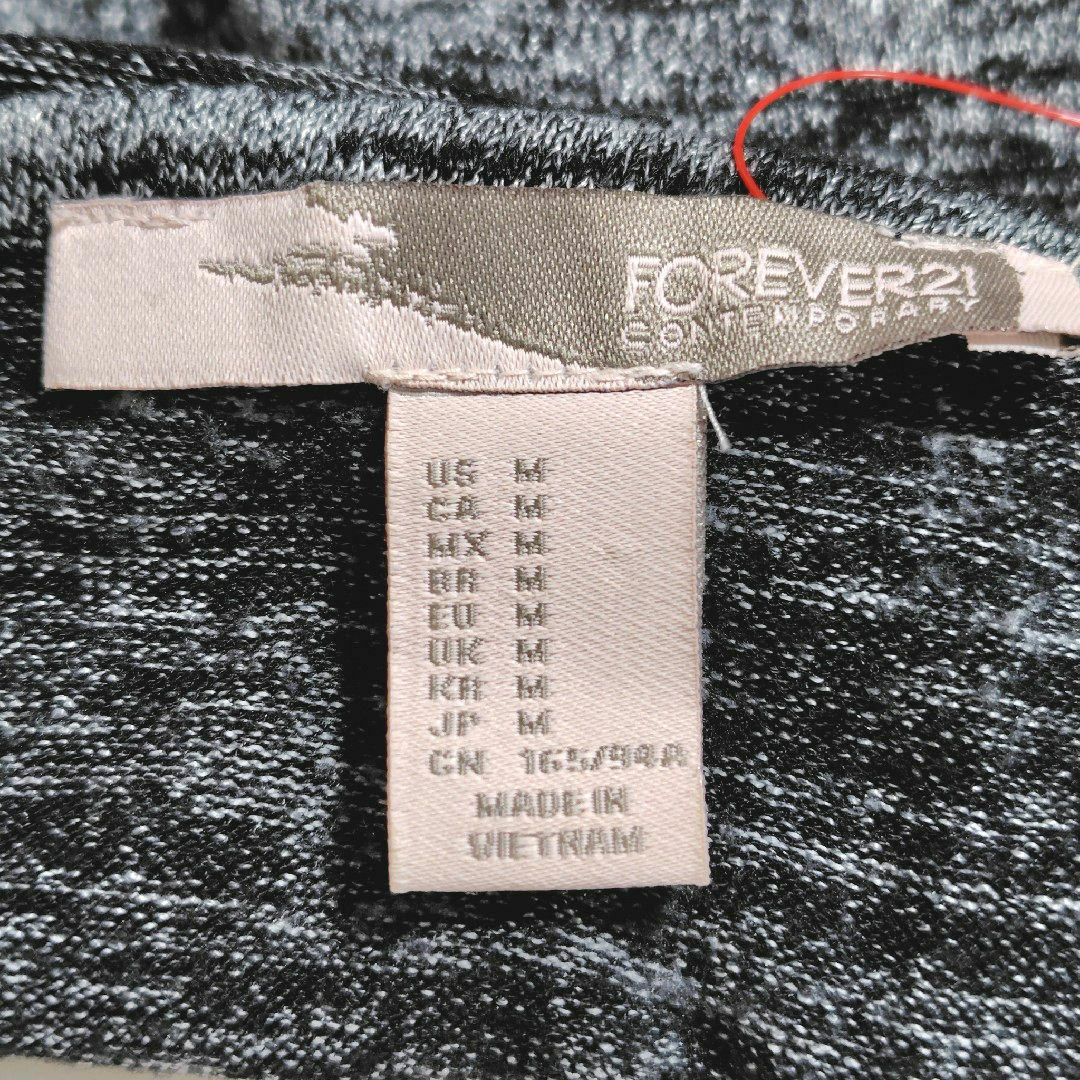 FOREVER21
CONTEMPORARY
US M
CA M
MX M
BR M
EU M
UK M
KR M
JP M
CN 165/94A
MADE IN
VIETNAM